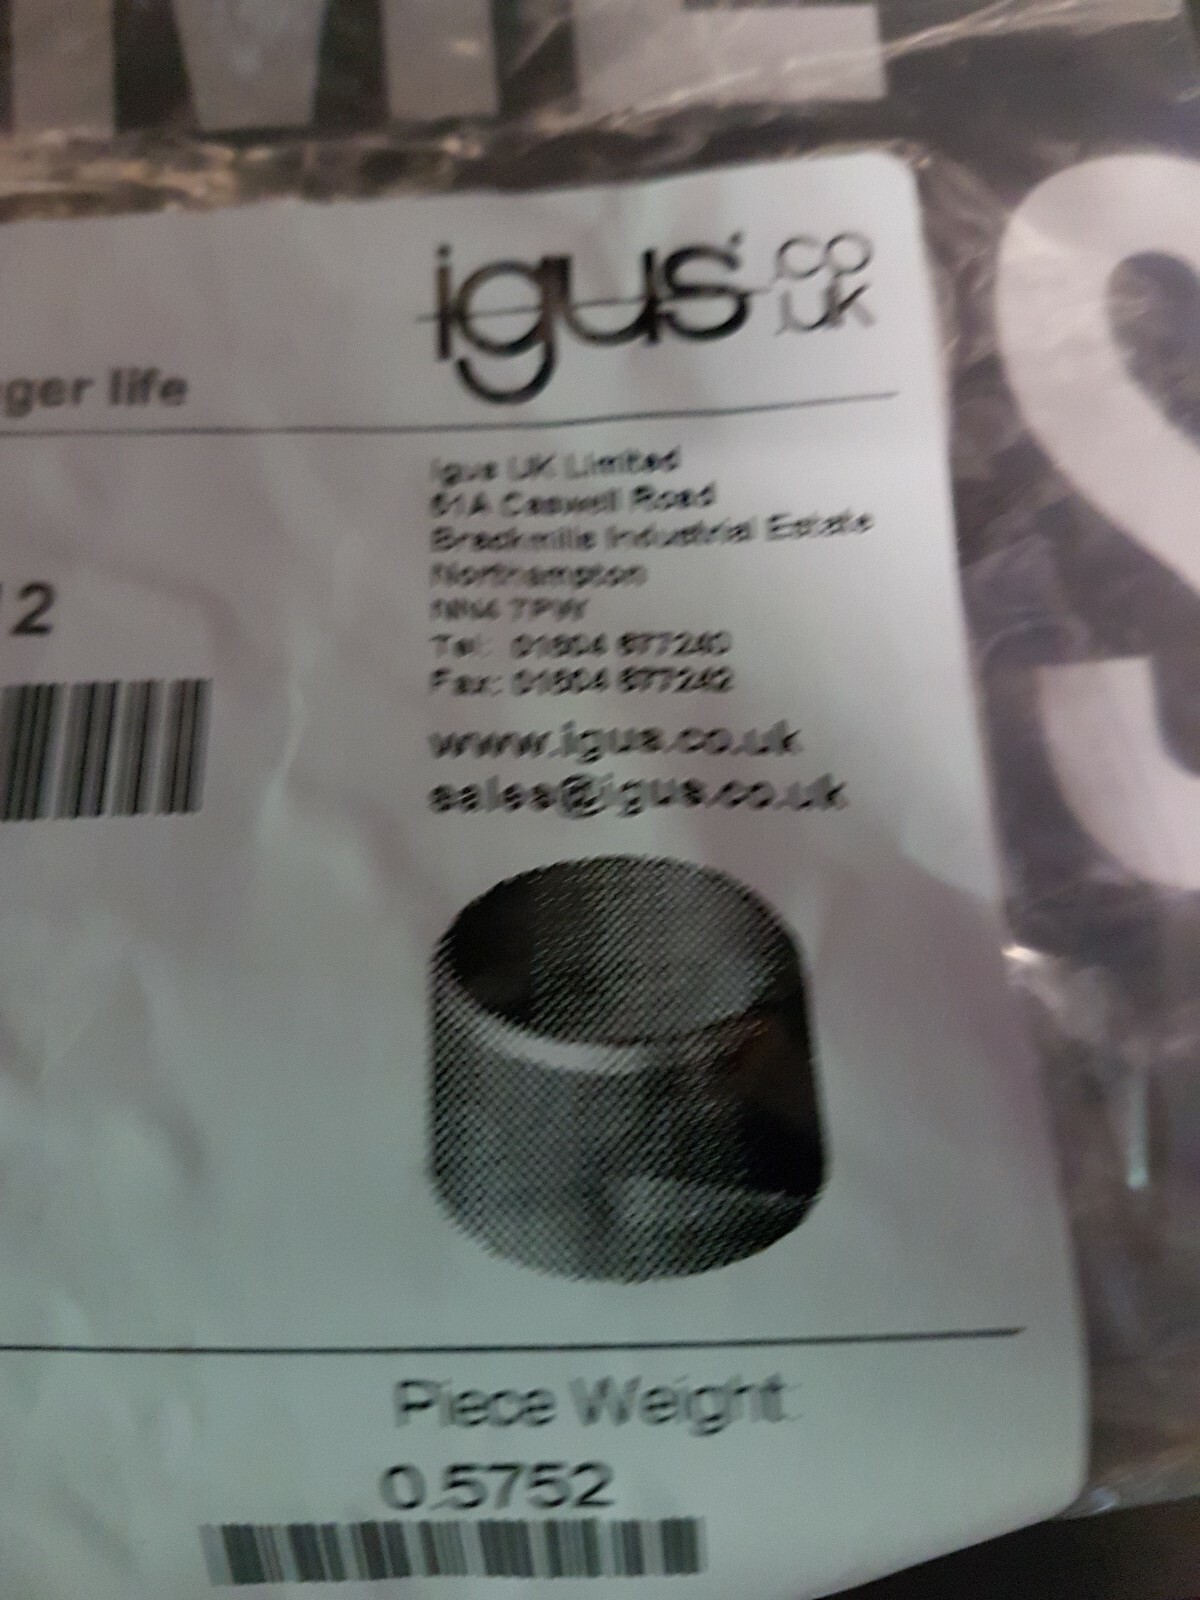 igus .co
.uk
ger life
igus UK Limited
51A Caswell Road
Brackmills Industrial Estate
Northampton
NN4 7PW
2
Tel: 01604 677240
Fax: 01604 677242
www.igus.co.uk
sales@igus.co.uk
Piece Weight:
0.5752